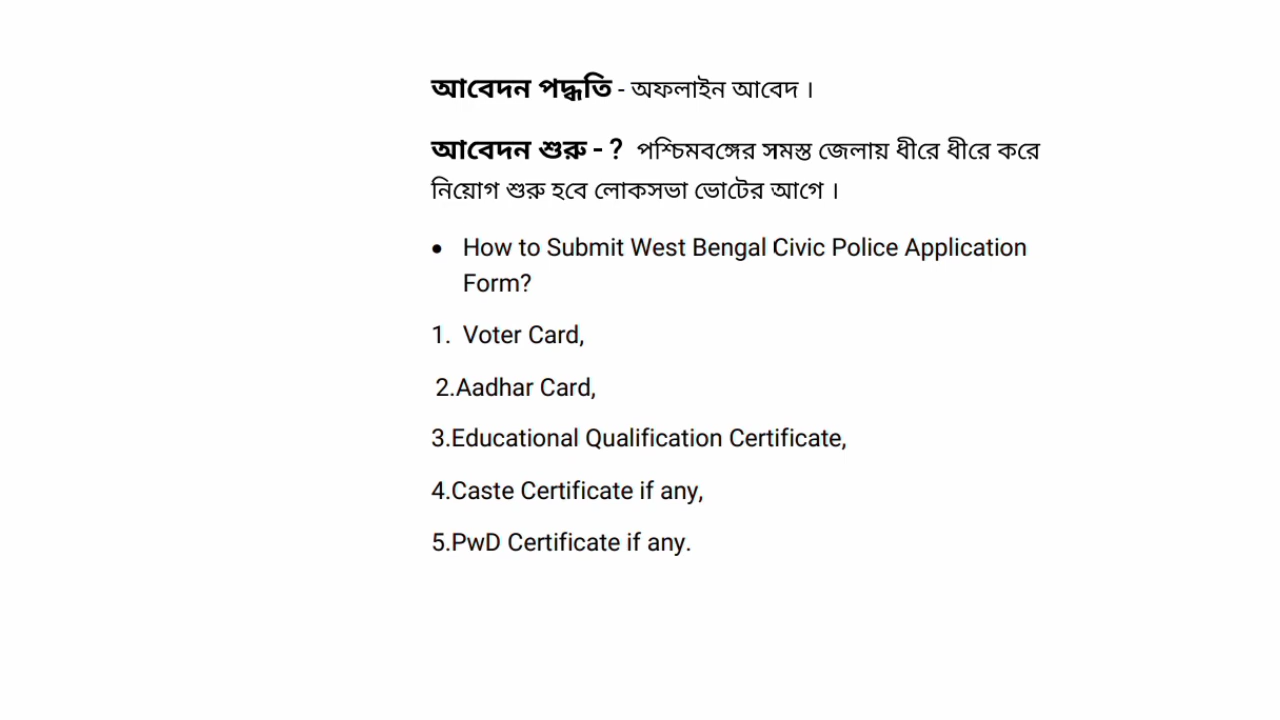 আবেদন পদ্ধতি - অফলাইন আবেদ ।
আবেদন শুরু - ? পশ্চিমবঙ্গের সমস্ত জেলায় ধীরে ধীরে করে
নিয়োগ শুরু হবে লোকসভা ভোটের আগে ।
• How to Submit West Bengal Civic Police Application
Form?
1. Voter Card,
2.Aadhar Card,
3.Educational Qualification Certificate,
4.Caste Certificate if any,
5.PwD Certificate if any.